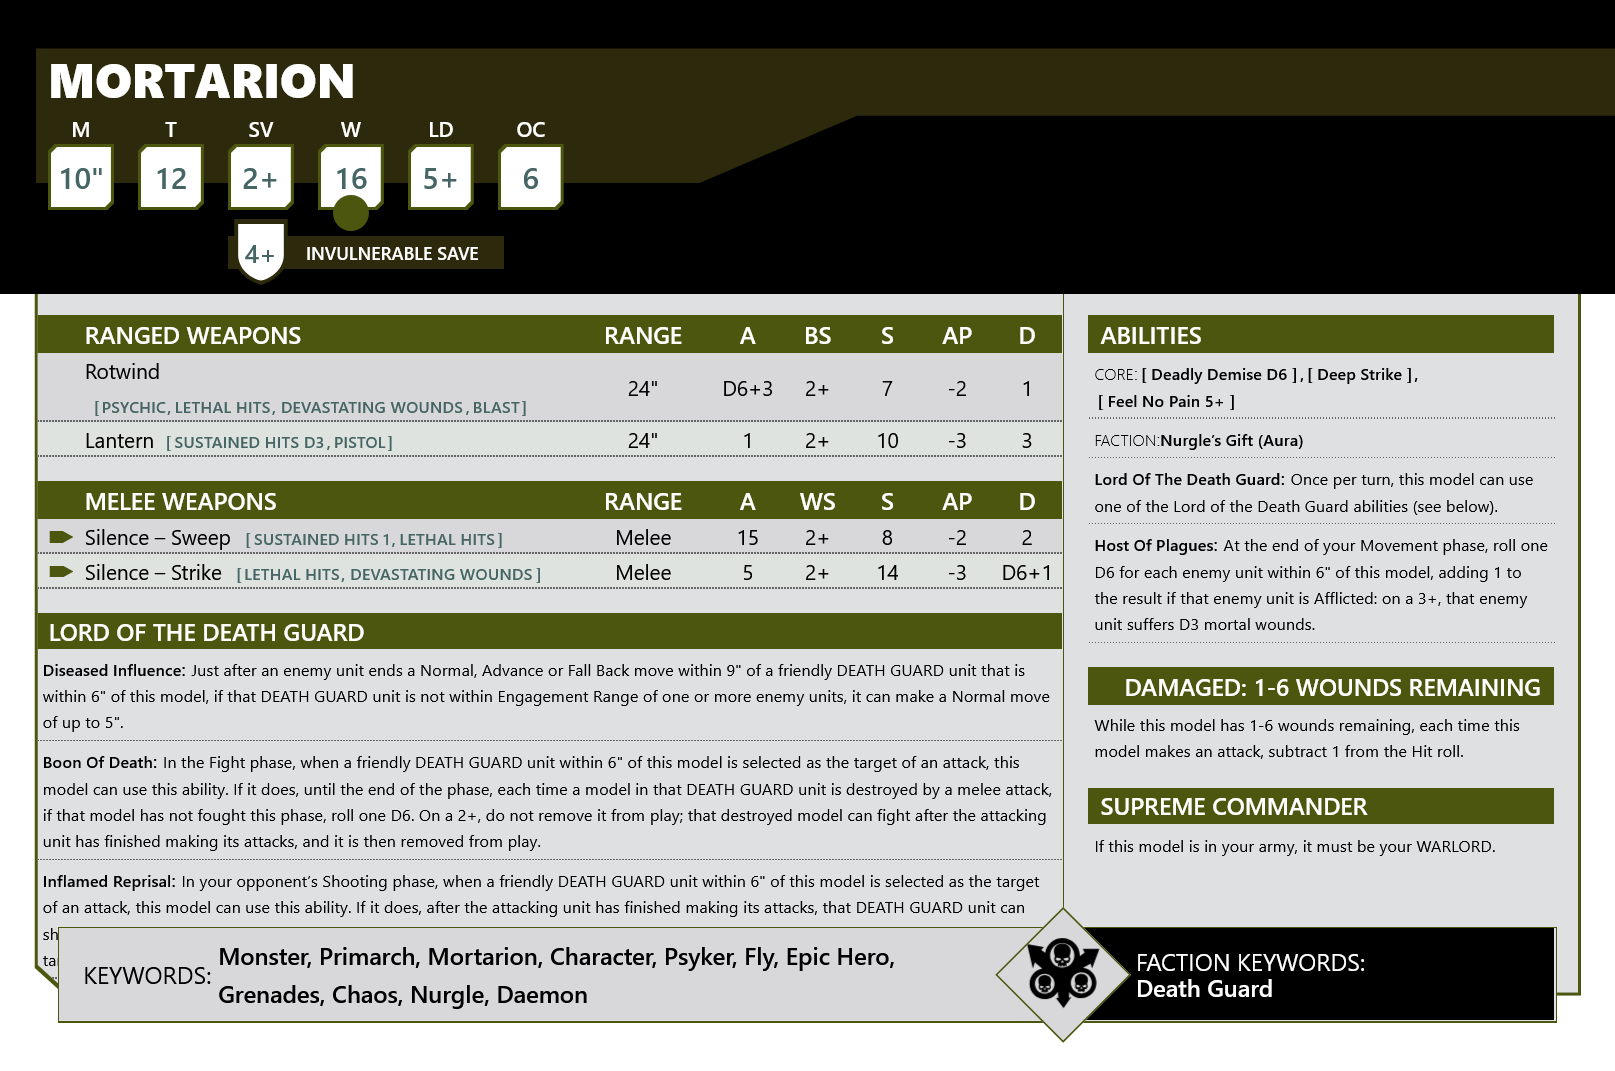 MORTARION
M T SV W LD OC
10" 12 2+ 16 5+ 6
4+ INVULNERABLE SAVE
RANGED WEAPONS RANGE A BS S AP D
Rotwind
[PSYCHIC, LETHAL HITS, DEVASTATING WOUNDS, BLAST] 24" D6+3 2+ 7 -2 1
Lantern [SUSTAINED HITS D3, PISTOL] 24" 1 2+ 10 -3 3
MELEE WEAPONS RANGE A WS S AP D
Silence – Sweep [SUSTAINED HITS 1, LETHAL HITS] Melee 15 2+ 8 -2 2
Silence – Strike [LETHAL HITS, DEVASTATING WOUNDS] Melee 5 2+ 14 -3 D6+1
LORD OF THE DEATH GUARD
Diseased Influence: Just after an enemy unit ends a Normal, Advance or Fall Back move within 9" of a friendly DEATH GUARD unit that is
within 6" of this model, if that DEATH GUARD unit is not within Engagement Range of one or more enemy units, it can make a Normal move
of up to 5".
Boon Of Death: In the Fight phase, when a friendly DEATH GUARD unit within 6" of this model is selected as the target of an attack, this
model can use this ability. If it does, until the end of the phase, each time a model in that DEATH GUARD unit is destroyed by a melee attack,
if that model has not fought this phase, roll one D6. On a 2+, do not remove it from play; that destroyed model can fight after the attacking
unit has finished making its attacks, and it is then removed from play.
Inflamed Reprisal: In your opponent's Shooting phase, when a friendly DEATH GUARD unit within 6" of this model is selected as the target
of an attack, this model can use this ability. If it does, after the attacking unit has finished making its attacks, that DEATH GUARD unit can
ABILITIES
CORE: [ Deadly Demise D6 ], [ Deep Strike ],
[ Feel No Pain 5+ ]
FACTION:Nurgle's Gift (Aura)
Lord Of The Death Guard: Once per turn, this model can use
one of the Lord of the Death Guard abilities (see below).
Host Of Plagues: At the end of your Movement phase, roll one
D6 for each enemy unit within 6" of this model, adding 1 to
the result if that enemy unit is Afflicted: on a 3+, that enemy
unit suffers D3 mortal wounds.
DAMAGED: 1-6 WOUNDS REMAINING
While this model has 1-6 wounds remaining, each time this
model makes an attack, subtract 1 from the Hit roll.
SUPREME COMMANDER
If this model is in your army, it must be your WARLORD.
KEYWORDS: Monster, Primarch, Mortarion, Character, Psyker, Fly, Epic Hero,
Grenades, Chaos, Nurgle, Daemon
FACTION KEYWORDS:
Death Guard